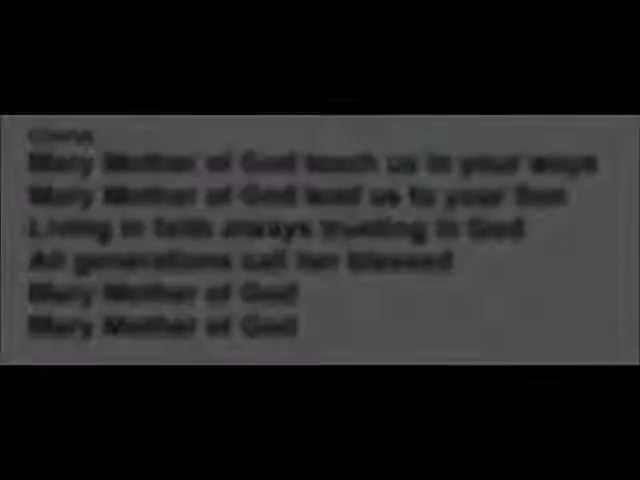 Chorus
Mary Mother of God teach us in your ways
Mary Mother of God lead us to your Son
Living in faith always trusting in God
All generations call her Blessed
Mary Mother of God
Mary Mother of God